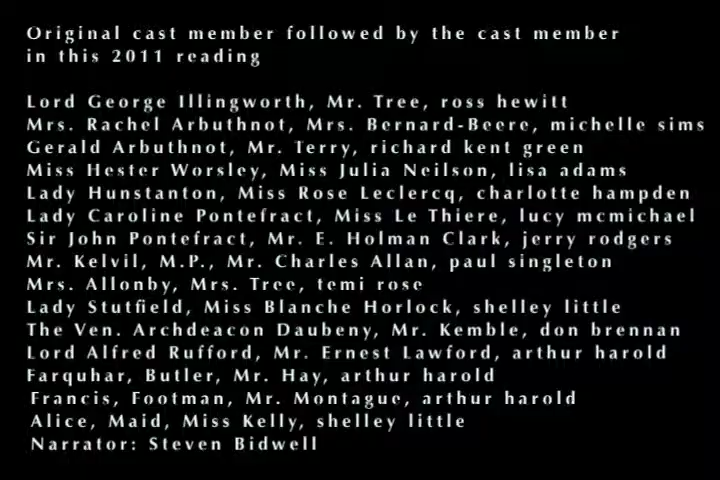 Original cast member followed by the cast member
in this 2011 reading
Lord George Illingworth, Mr. Tree, ross hewitt
Mrs. Rachel Arbuthnot, Mrs. Bernard-Beere, michelle sims
Gerald Arbuthnot, Mr. Terry, richard kent green
Miss Hester Worsley, Miss Julia Neilson, lisa adams
Lady Hunstanton, Miss Rose Leclercq, charlotte hampden
Lady Caroline Pontefract, Miss Le Thiere, lucy mcmichael
Sir John Pontefract, Mr. E. Holman Clark, jerry rodgers
Mr. Kelvil, M.P., Mr. Charles Allan, paul singleton
Mrs. Allonby, Mrs. Tree, temi rose
Lady Stutfield, Miss Blanche Horlock, shelley little
The Ven. Archdeacon Daubeny, Mr. Kemble, don brennan
Lord Alfred Rufford, Mr. Ernest Lawford, arthur harold
Farquhar, Butler, Mr. Hay, arthur harold
Francis, Footman, Mr. Montague, arthur harold
Alice, Maid, Miss Kelly, shelley little
Narrator: Steven Bidwell